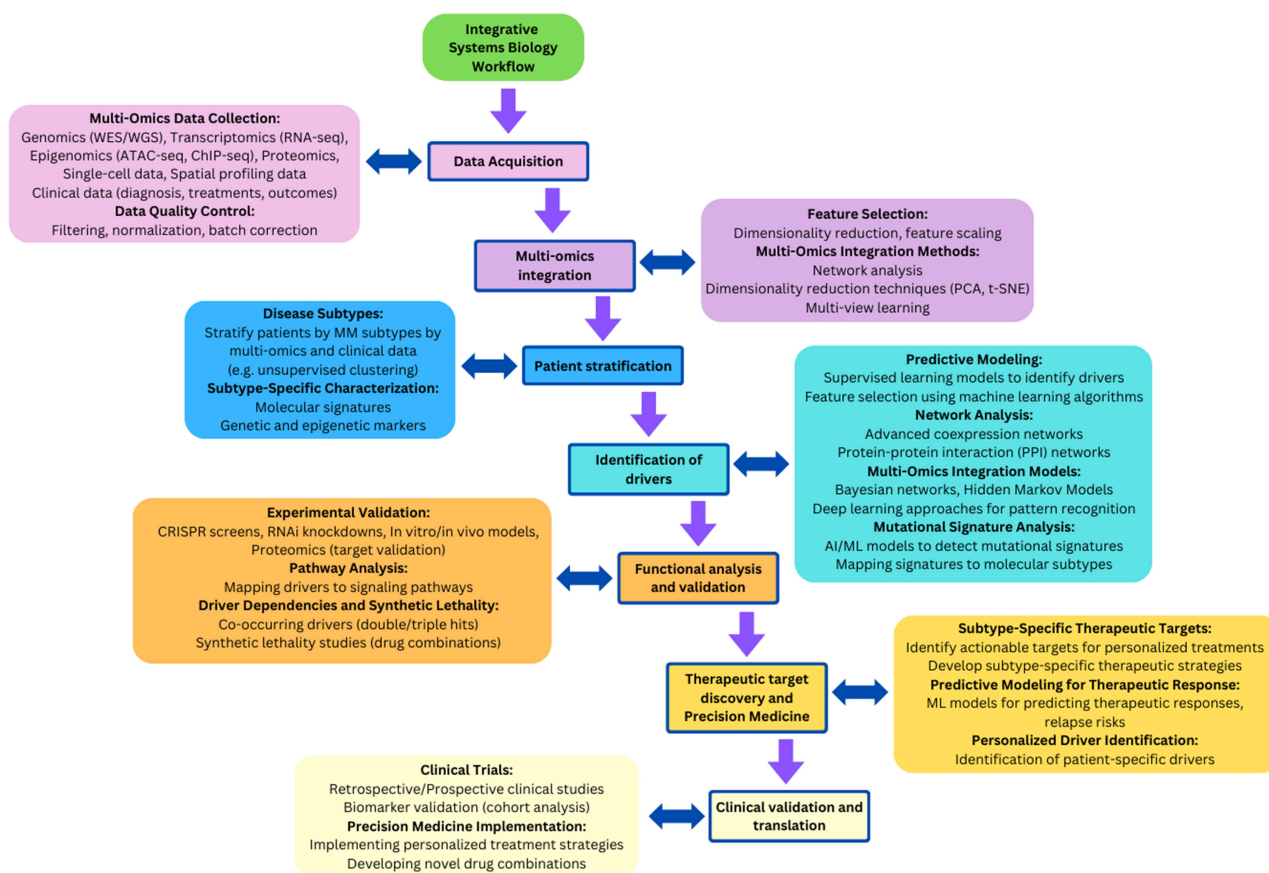 Integrative
Systems Biology
Workflow
Multi-Omics Data Collection:
Genomics (WES/WGS), Transcriptomics (RNA-seq),
Epigenomics (ATAC-seq, ChIP-seq), Proteomics,
Single-cell data, Spatial profiling data
Clinical data (diagnosis, treatments, outcomes)
Data Quality Control:
Filtering, normalization, batch correction
Data Acquisition
Multi-omics
integration
Feature Selection:
Dimensionality reduction, feature scaling
Multi-Omics Integration Methods:
Network analysis
Dimensionality reduction techniques (PCA, t-SNE)
Multi-view learning
Disease Subtypes:
Stratify patients by MM subtypes by
multi-omics and clinical data
(e.g. unsupervised clustering)
Subtype-Specific Characterization:
Molecular signatures
Genetic and epigenetic markers
Patient stratification
Identification of
drivers
Predictive Modeling:
Supervised learning models to identify drivers
Feature selection using machine learning algorithms
Network Analysis:
Advanced coexpression networks
Protein-protein interaction (PPI) networks
Multi-Omics Integration Models:
Bayesian networks, Hidden Markov Models
Deep learning approaches for pattern recognition
Mutational Signature Analysis:
AI/ML models to detect mutational signatures
Mapping signatures to molecular subtypes
Experimental Validation:
CRISPR screens, RNAi knockdowns, In vitro/in vivo models,
Proteomics (target validation)
Pathway Analysis:
Mapping drivers to signaling pathways
Driver Dependencies and Synthetic Lethality:
Co-occurring drivers (double/triple hits)
Synthetic lethality studies (drug combinations)
Functional analysis
and validation
Therapeutic target
discovery and
Precision Medicine
Subtype-Specific Therapeutic Targets:
Identify actionable targets for personalized treatments
Develop subtype-specific therapeutic strategies
Predictive Modeling for Therapeutic Response:
ML models for predicting therapeutic responses,
relapse risks
Personalized Driver Identification:
Identification of patient-specific drivers
Clinical Trials:
Retrospective/Prospective clinical studies
Biomarker validation (cohort analysis)
Precision Medicine Implementation:
Implementing personalized treatment strategies
Developing novel drug combinations
Clinical validation and
translation